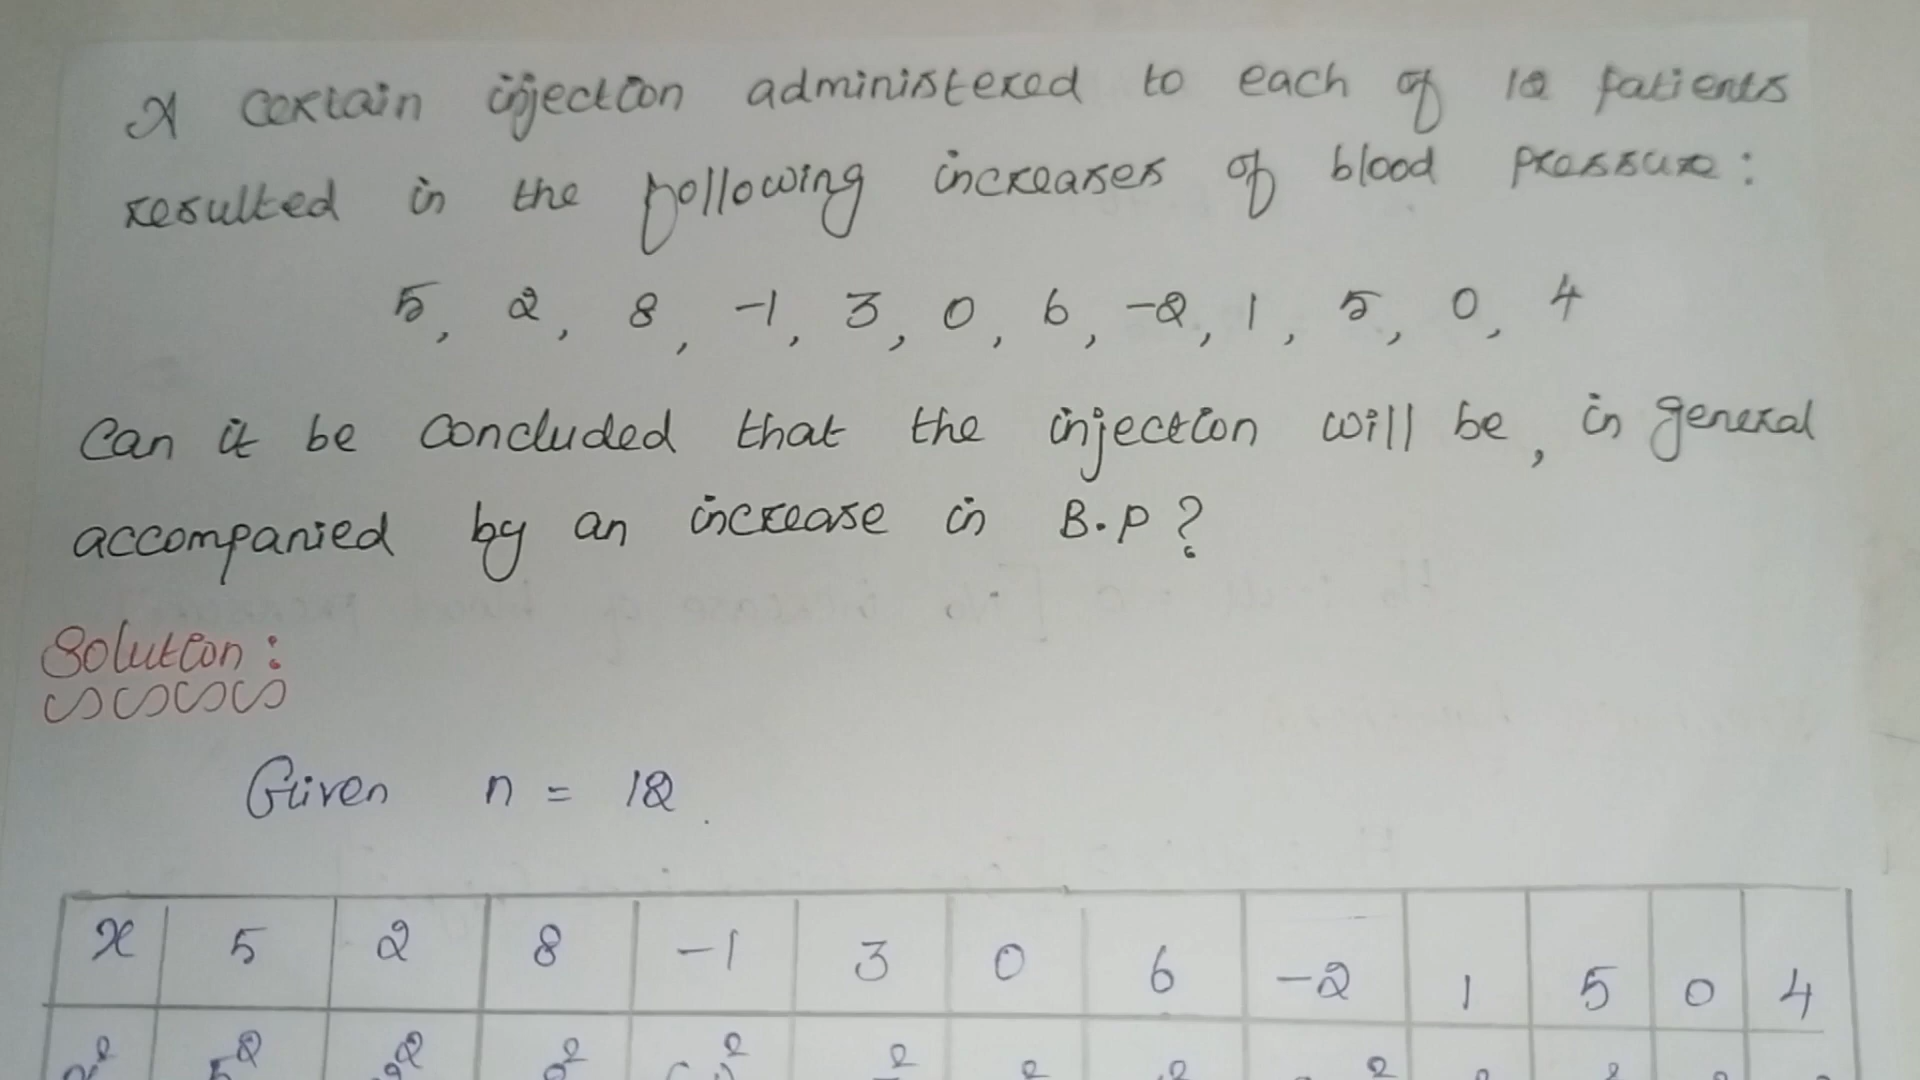 A certain injection administered to each of 12 patients
resulted in the following increases of blood pressure:
5, 2, 8, -1, 3, 0, 6, -2, 1, 5, 0, 4
Can it be concluded that the injection will be, in general
accompanied by an increase in B.P?
Solution:
Given n = 12.
x 5 2 8 -1 3 0 6 -2 1 5 0 4